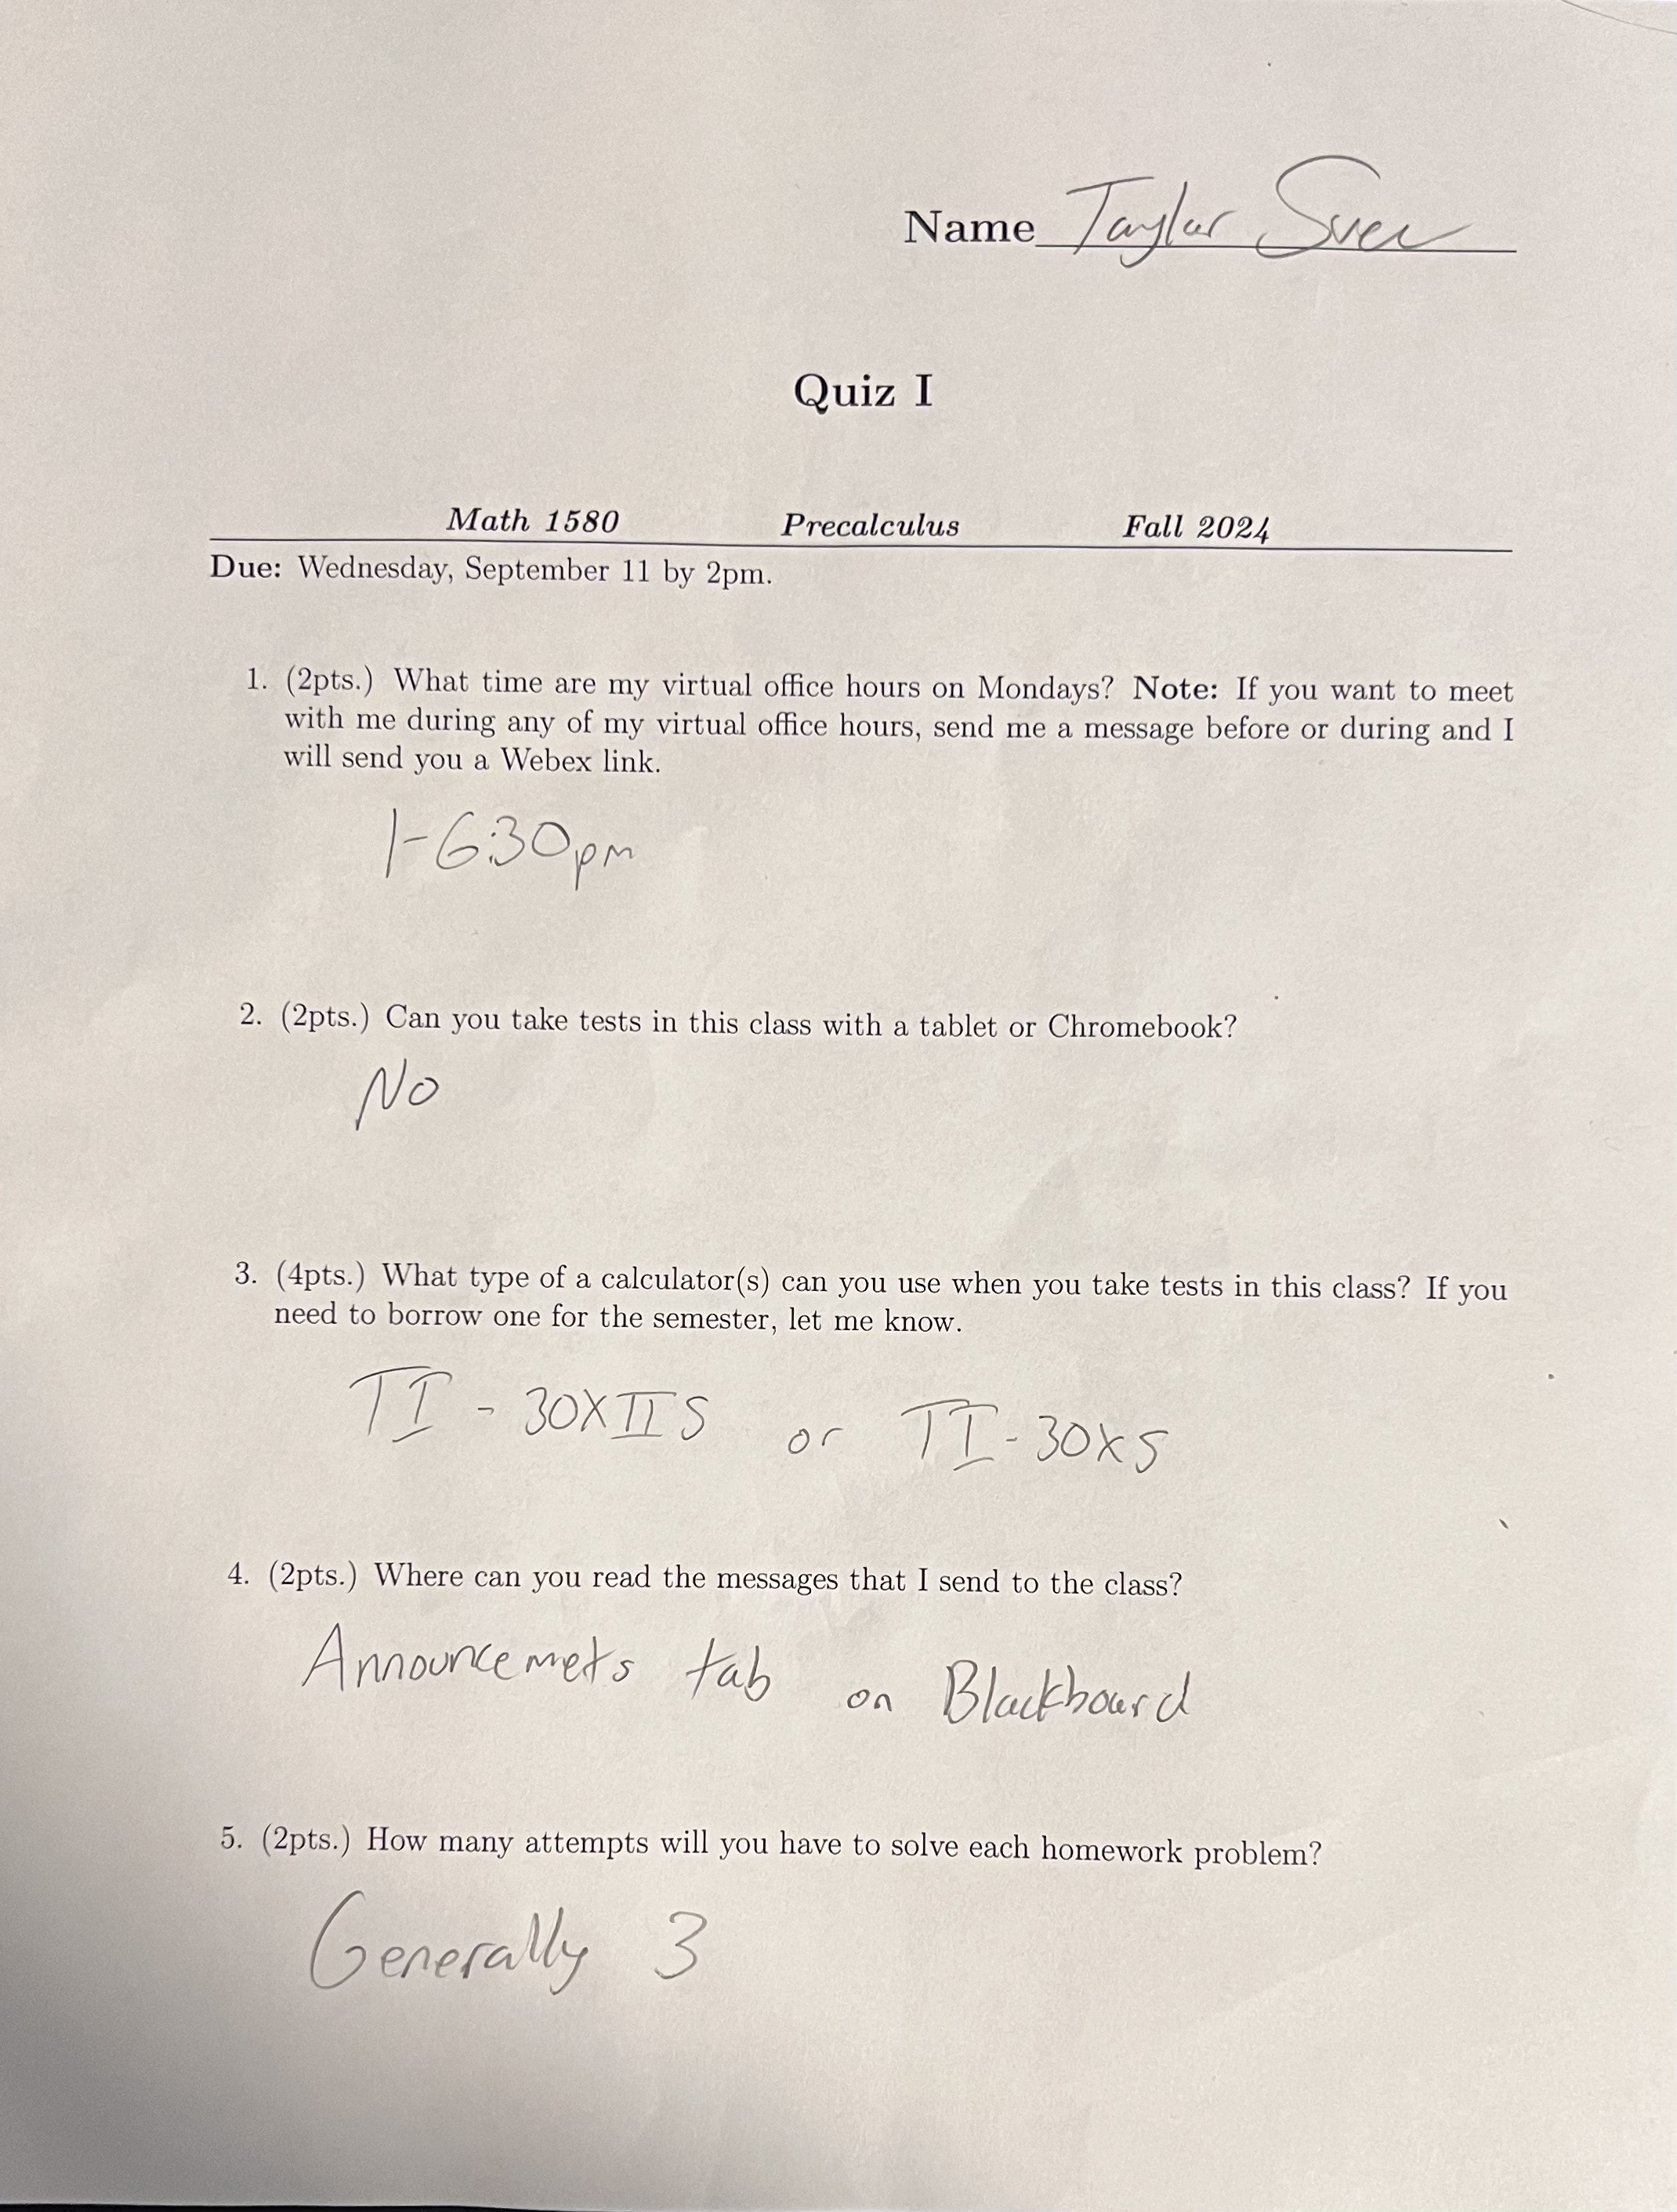 Name Taylor
Quiz I
Math 1580 Precalculus Fall 2024
Due: Wednesday, September 11 by 2pm.
1. (2pts.) What time are my virtual office hours on Mondays? Note: If you want to meet
with me during any of my virtual office hours, send me a message before or during and I
will send you a Webex link.
1-6:30pm
2. (2pts.) Can you take tests in this class with a tablet or Chromebook?
No
3. (4pts.) What type of a calculator(s) can you use when you take tests in this class? If you
need to borrow one for the semester, let me know.
TI - 30XIIS or TI-30XS
4. (2pts.) Where can you read the messages that I send to the class?
Announcemets tab on Blackboard
5. (2pts.) How many attempts will you have to solve each homework problem?
Generally 3